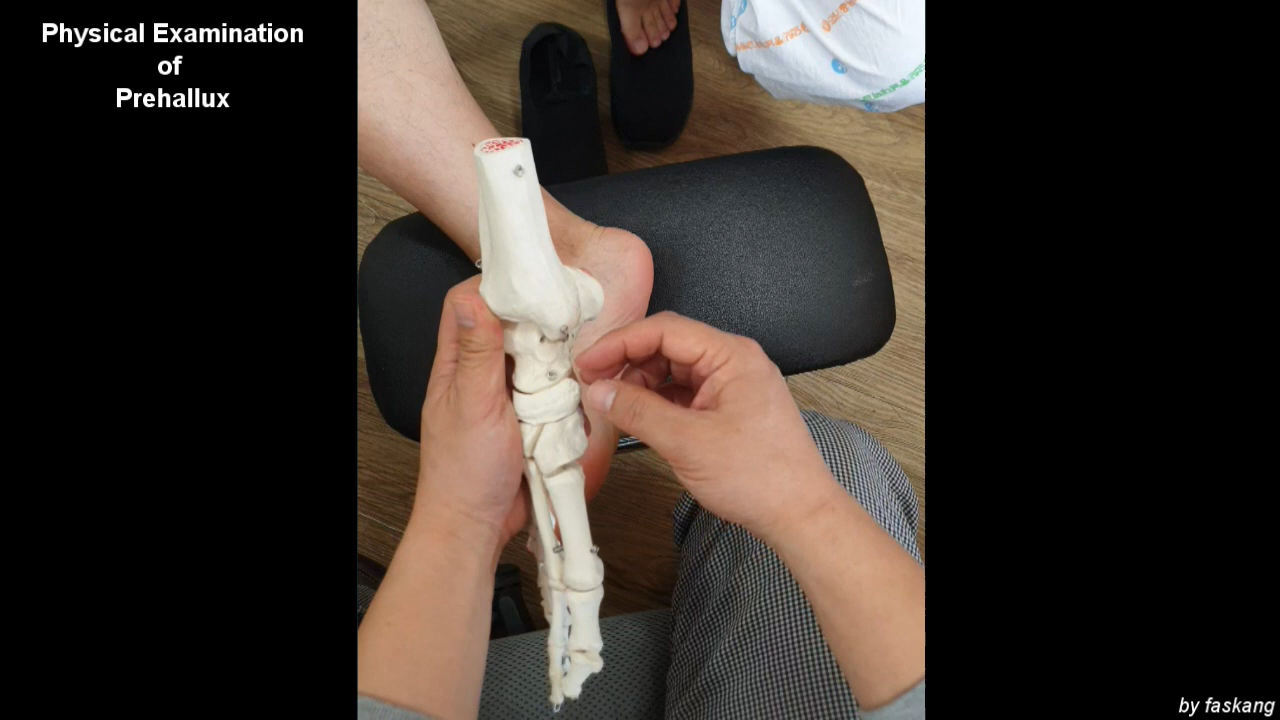 Physical Examination
of
Prehallux
by faskang